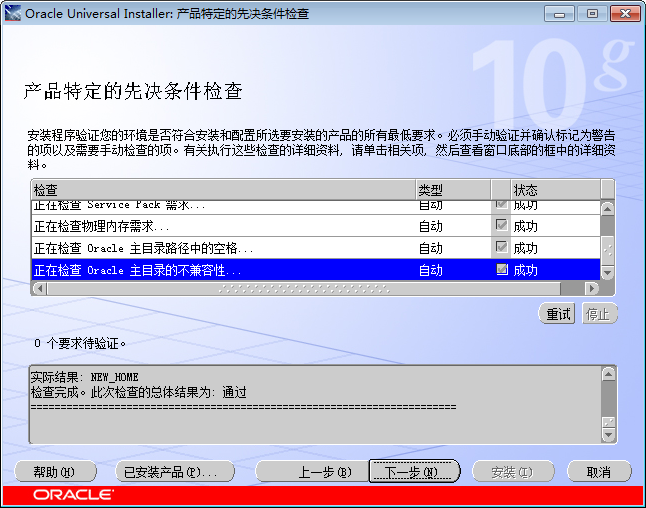 Oracle Universal Installer: 产品特定的先决条件检查
10g
产品特定的先决条件检查
安装程序验证您的环境是否符合安装和配置所选要安装的产品的所有最低要求。必须手动验证并确认标记为警告
的项以及需要手动检查的项。有关执行这些检查的详细资料, 请单击相关项, 然后查看窗口底部的框中的详细资
料。
检查 类型 状态
正在检查 Service Pack 需求... 自动 成功
正在检查物理内存需求... 自动 成功
正在检查 Oracle 主目录路径中的空格... 自动 成功
正在检查 Oracle 主目录的不兼容性... 自动 成功
重试 停止
0 个要求待验证。
实际结果: NEW_HOME
检查完成。此次检查的总体结果为: 通过
=======================================================================
帮助(H) 已安装产品(P)... 上一步(B) 下一步(N) 安装(I) 取消
ORACLE